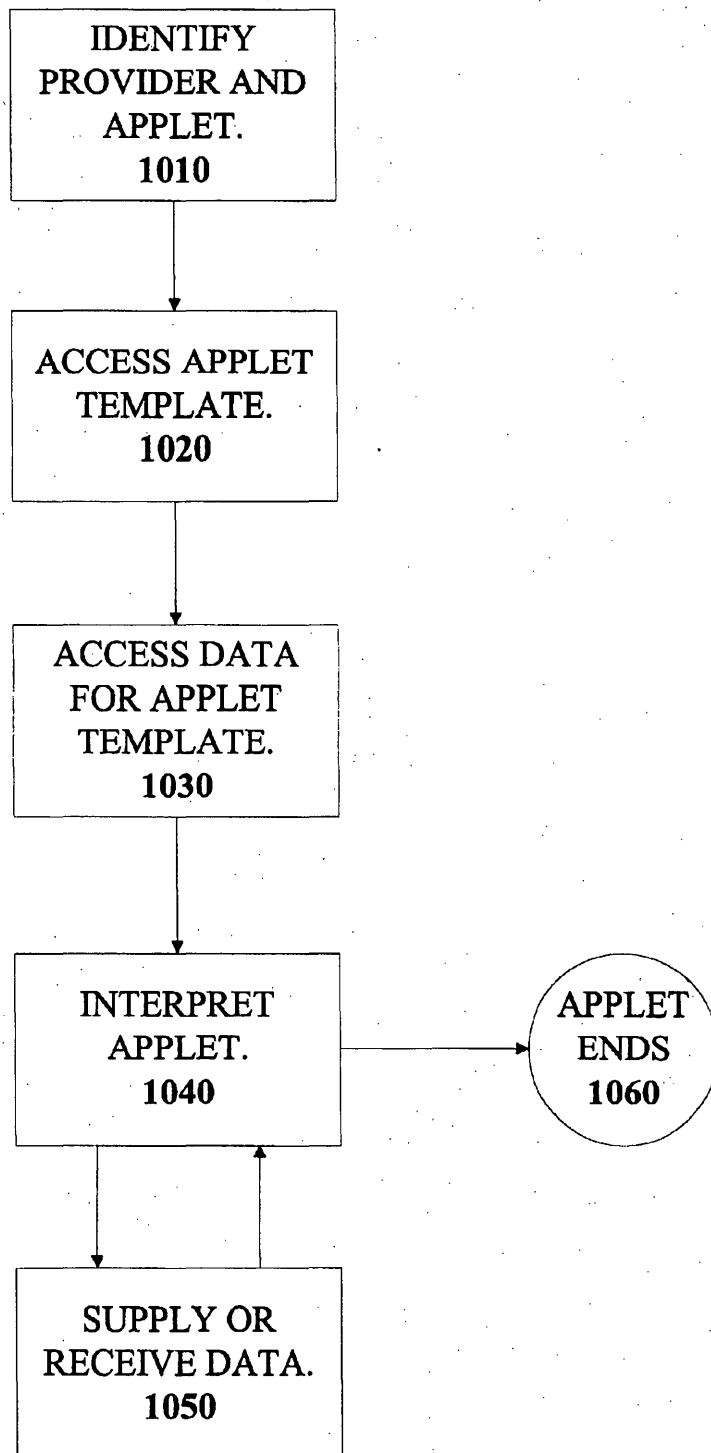 IDENTIFY
PROVIDER AND
APPLET.
1010
ACCESS APPLET
TEMPLATE.
1020
ACCESS DATA
FOR APPLET
TEMPLATE.
1030
INTERPRET
APPLET.
1040
APPLET
ENDS
1060
SUPPLY OR
RECEIVE DATA.
1050